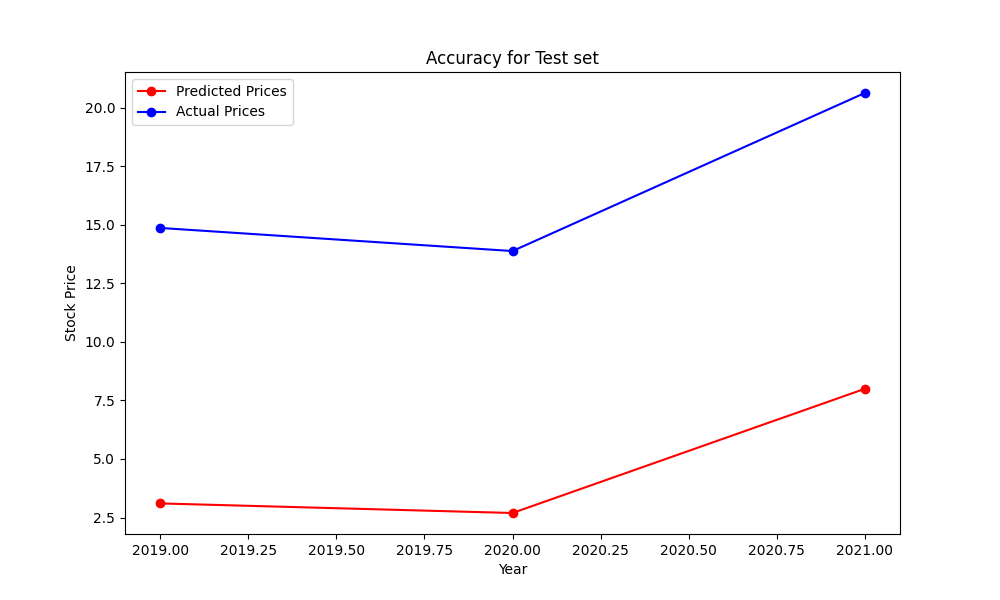 Accuracy for Test set
Predicted Prices
Actual Prices
20.0
17.5
15.0
12.5
10.0
7.5
5.0
2.5
Stock Price
2019.00 2019.25 2019.50 2019.75 2020.00 2020.25 2020.50 2020.75 2021.00
Year